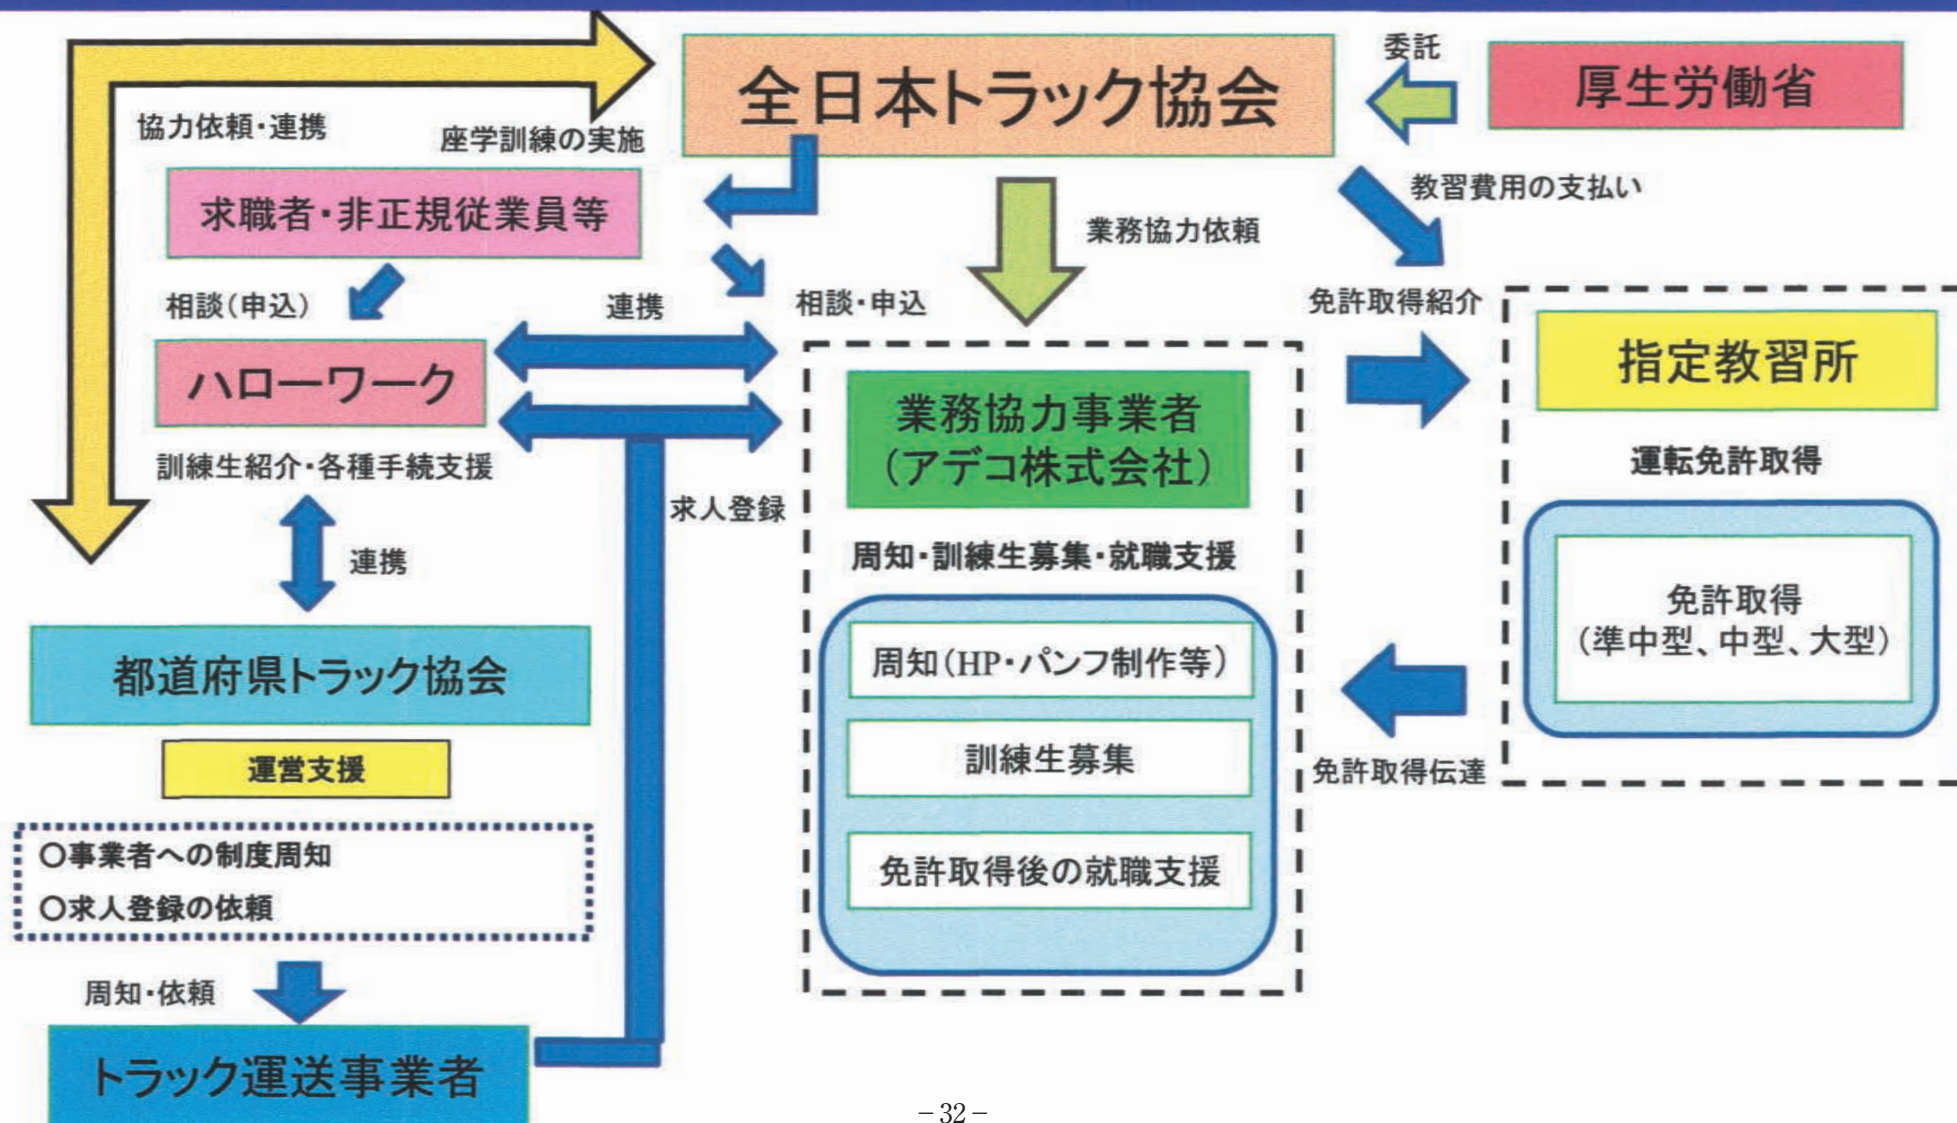 全日本トラック協会
委託
厚生労働省
協力依頼・連携
座学訓練の実施
求職者・非正規従業員等
業務協力依頼
教習費用の支払い
相談(申込)
連携
相談・申込
免許取得紹介
ハローワーク
訓練生紹介・各種手続支援
業務協力事業者
(アデコ株式会社)
指定教習所
運転免許取得
求人登録
連携
周知・訓練生募集・就職支援
免許取得
(準中型、中型、大型)
都道府県トラック協会
周知(HP・パンフ制作等)
運営支援
訓練生募集
免許取得伝達
○事業者への制度周知
○求人登録の依頼
免許取得後の就職支援
周知・依頼
トラック運送事業者
－32－